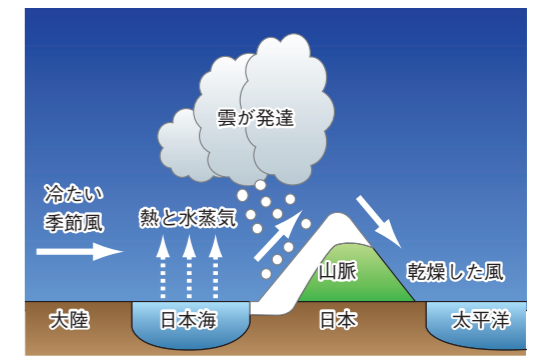 雲が発達
冷たい
季節風
熱と水蒸気
山脈
乾燥した風
大陸
日本海
日本
太平洋